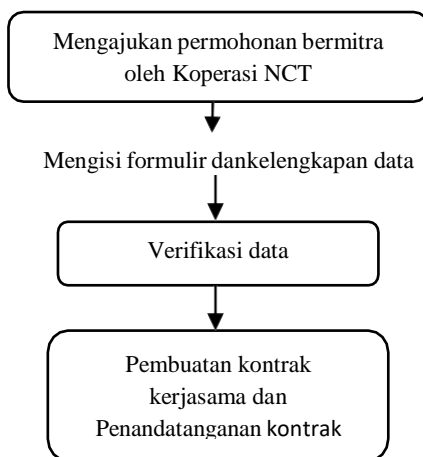 Mengajukan permohonan bermitra
oleh Koperasi NCT
Mengisi formulir dankelengkapan data
Verifikasi data
Pembuatan kontrak
kerjasama dan
Penandatanganan kontrak